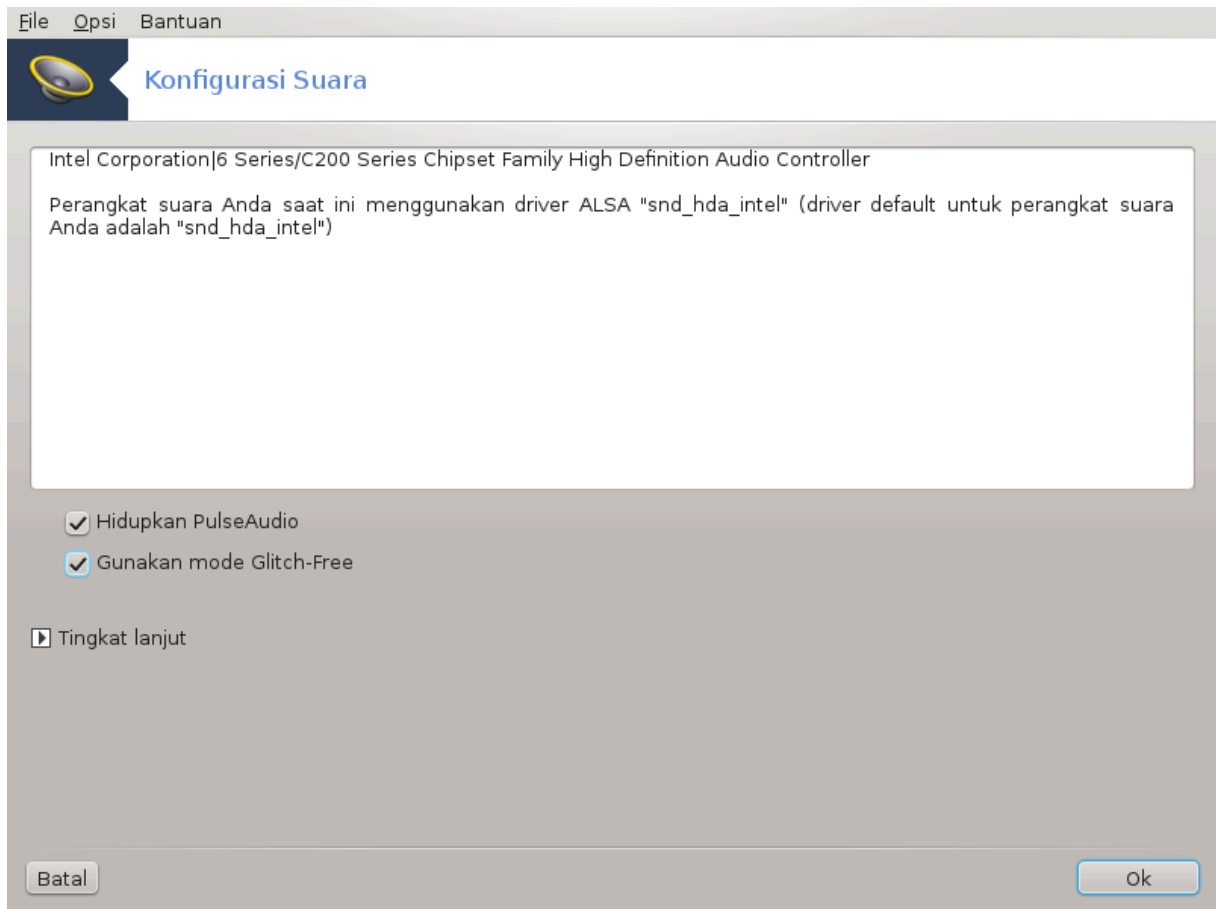 File Opsi Bantuan
Konfigurasi Suara
Intel Corporation|6 Series/C200 Series Chipset Family High Definition Audio Controller
Perangkat suara Anda saat ini menggunakan driver ALSA "snd_hda_intel" (driver default untuk perangkat suara
Anda adalah "snd_hda_intel")
Hidupkan PulseAudio
Gunakan mode Glitch-Free
Tingkat lanjut
Batal Ok